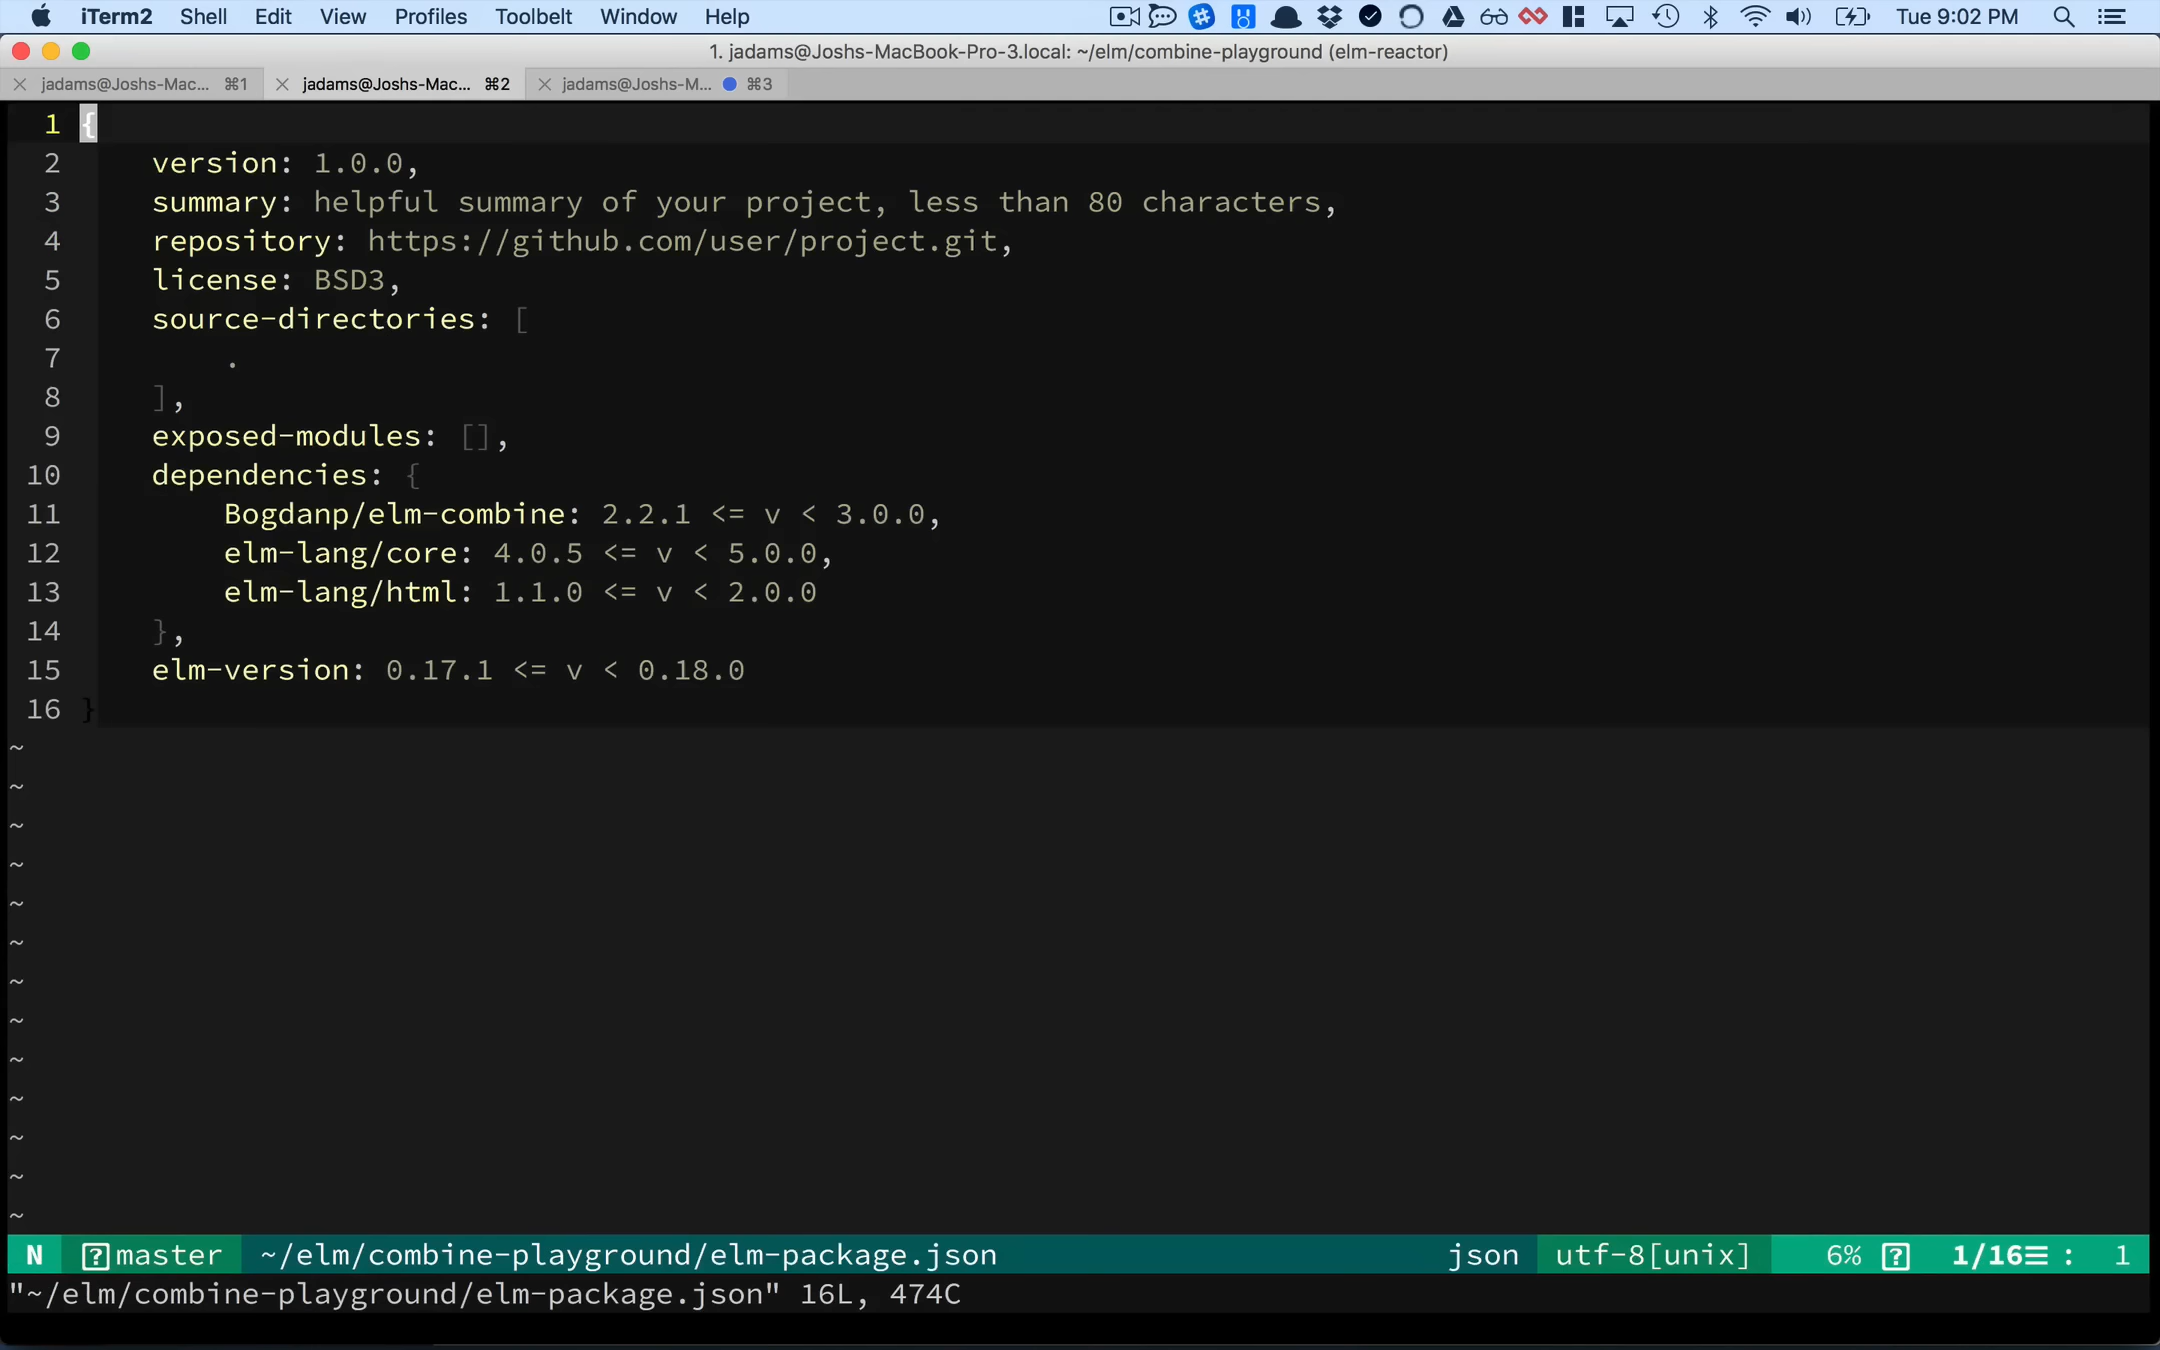 iTerm2 Shell Edit View Profiles Toolbelt Window Help Tue 9:02 PM
1. jadams@Joshs-MacBook-Pro-3.local: ~/elm/combine-playground (elm-reactor)
jadams@Joshs-Mac... ⌘1 jadams@Joshs-Mac... ⌘2 jadams@Joshs-M... ⌘3
1 {
2 version: 1.0.0,
3 summary: helpful summary of your project, less than 80 characters,
4 repository: https://github.com/user/project.git,
5 license: BSD3,
6 source-directories: [
7 .
8 ],
9 exposed-modules: [],
10 dependencies: {
11 Bogdanp/elm-combine: 2.2.1 <= v < 3.0.0,
12 elm-lang/core: 4.0.5 <= v < 5.0.0,
13 elm-lang/html: 1.1.0 <= v < 2.0.0
14 },
15 elm-version: 0.17.1 <= v < 0.18.0
16 }
~
~
~
~
~
~
~
~
~
~
~
~
~
N [?]master ~/elm/combine-playground/elm-package.json json utf-8[unix] 6% [?] 1/16☰ : 1
"~/elm/combine-playground/elm-package.json" 16L, 474C